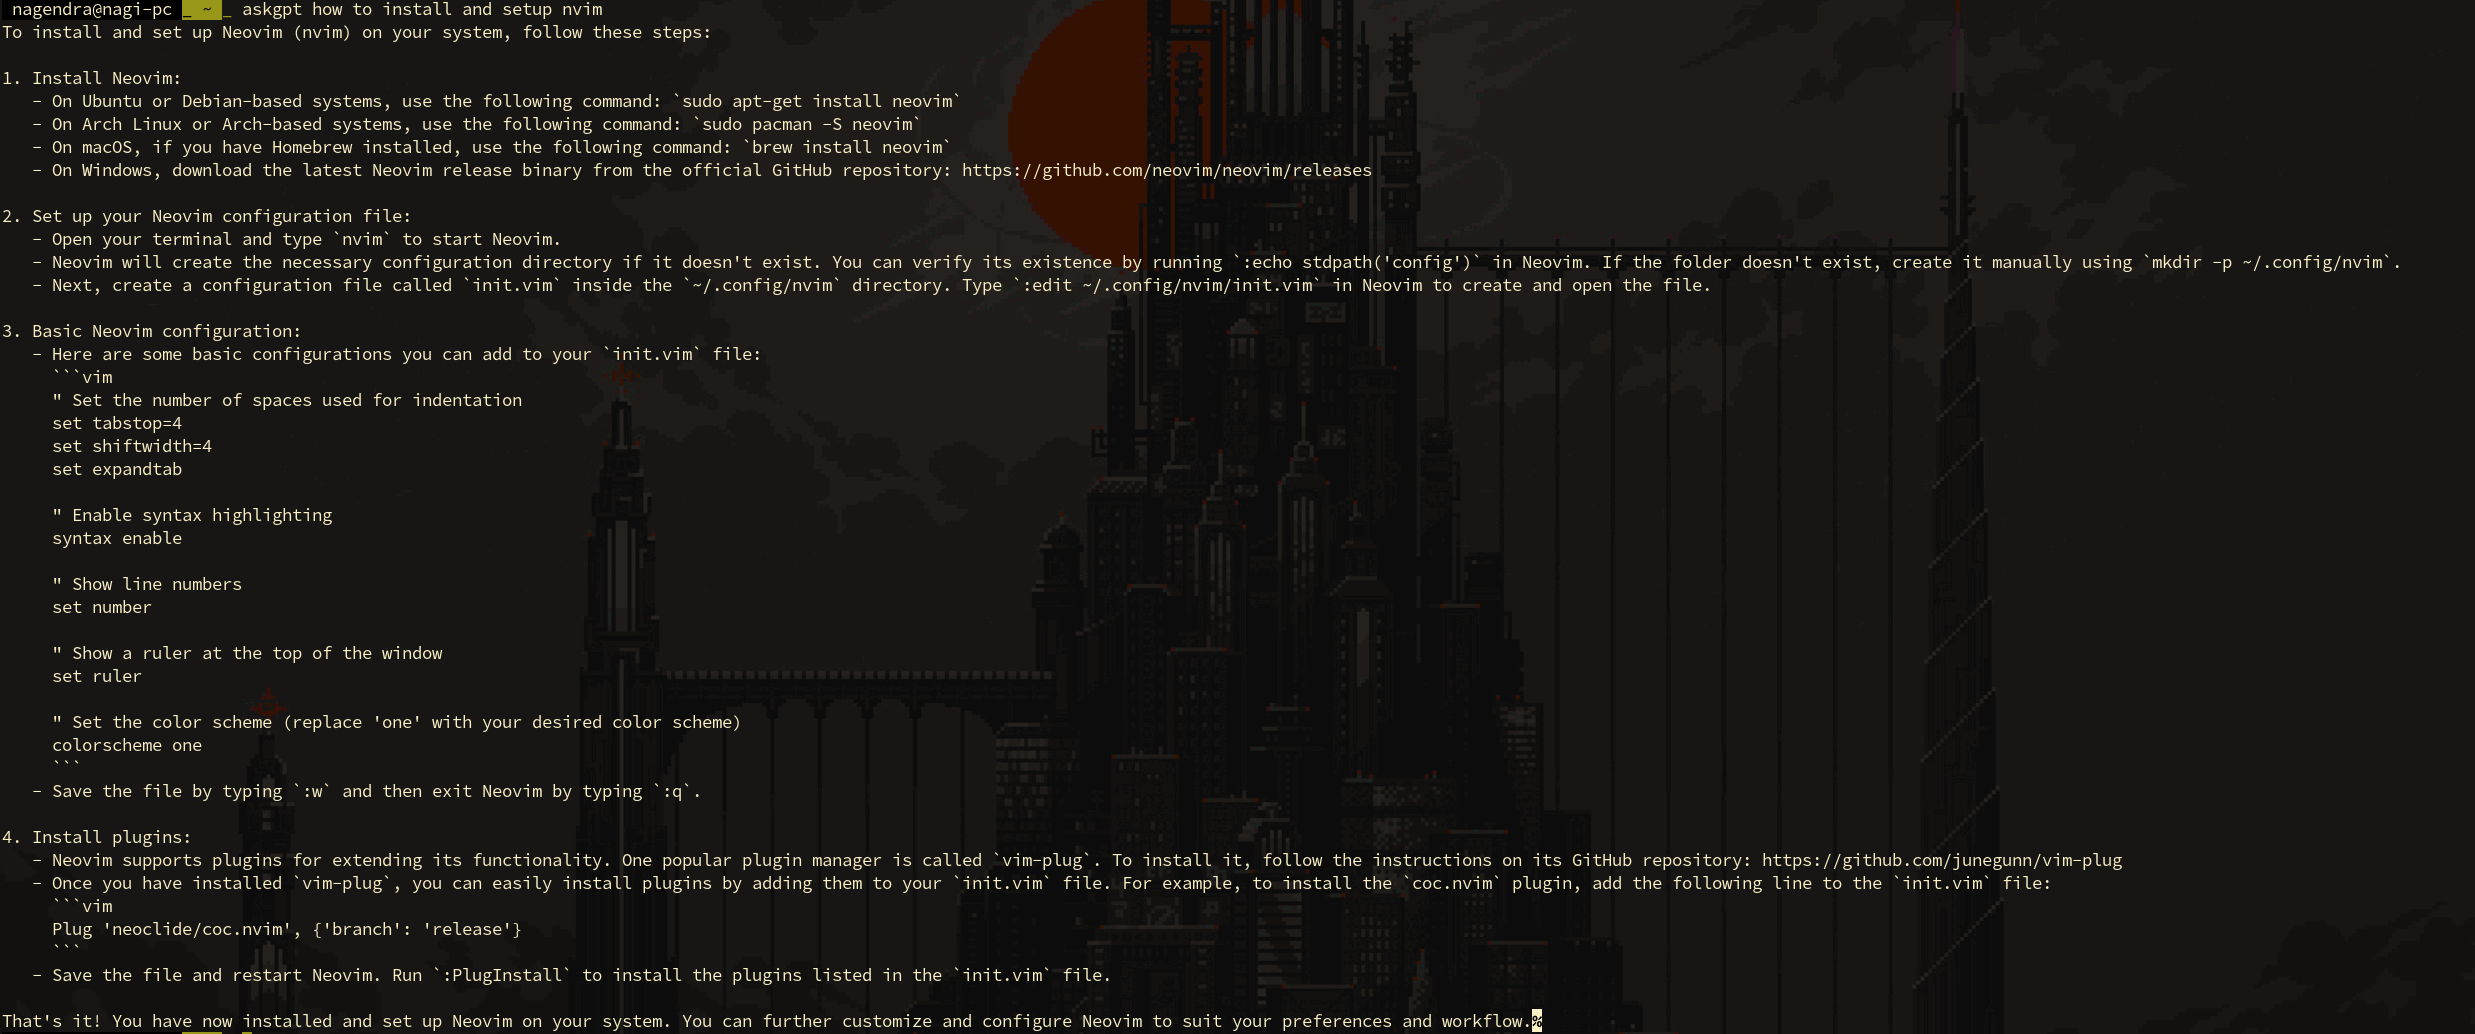 nagendra@nagi-pc _ ~ _ askgpt how to install and setup nvim
To install and set up Neovim (nvim) on your system, follow these steps:

1. Install Neovim:
   - On Ubuntu or Debian-based systems, use the following command: `sudo apt-get install neovim`
   - On Arch Linux or Arch-based systems, use the following command: `sudo pacman -S neovim`
   - On macOS, if you have Homebrew installed, use the following command: `brew install neovim`
   - On Windows, download the latest Neovim release binary from the official GitHub repository: https://github.com/neovim/neovim/releases

2. Set up your Neovim configuration file:
   - Open your terminal and type `nvim` to start Neovim.
   - Neovim will create the necessary configuration directory if it doesn't exist. You can verify its existence by running `:echo stdpath('config')` in Neovim. If the folder doesn't exist, create it manually using `mkdir -p ~/.config/nvim`.
   - Next, create a configuration file called `init.vim` inside the `~/.config/nvim` directory. Type `:edit ~/.config/nvim/init.vim` in Neovim to create and open the file.

3. Basic Neovim configuration:
   - Here are some basic configurations you can add to your `init.vim` file:
     ```vim
     " Set the number of spaces used for indentation
     set tabstop=4
     set shiftwidth=4
     set expandtab

     " Enable syntax highlighting
     syntax enable

     " Show line numbers
     set number

     " Show a ruler at the top of the window
     set ruler

     " Set the color scheme (replace 'one' with your desired color scheme)
     colorscheme one
     ```
   - Save the file by typing `:w` and then exit Neovim by typing `:q`.

4. Install plugins:
   - Neovim supports plugins for extending its functionality. One popular plugin manager is called `vim-plug`. To install it, follow the instructions on its GitHub repository: https://github.com/junegunn/vim-plug
   - Once you have installed `vim-plug`, you can easily install plugins by adding them to your `init.vim` file. For example, to install the `coc.nvim` plugin, add the following line to the `init.vim` file:
     ```vim
     Plug 'neoclide/coc.nvim', {'branch': 'release'}
     ```
   - Save the file and restart Neovim. Run `:PlugInstall` to install the plugins listed in the `init.vim` file.

That's it! You have now installed and set up Neovim on your system. You can further customize and configure Neovim to suit your preferences and workflow.%